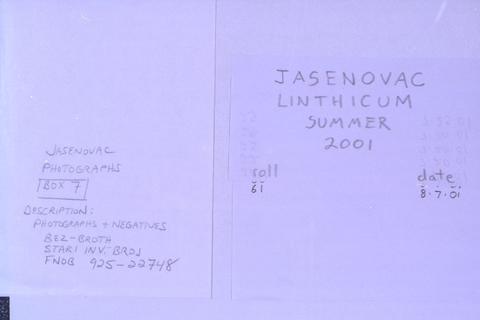 JASENOVAC
PHOTOGRAPHS
BOX 7
DESCRIPTION:
PHOTOGRAPHS + NEGATIVES
BEZ-BROTH
STARI INV. BROJ
FNOB 925-22748
JASENOVAC
LINTHICUM
SUMMER
2001
roll date
61 8.7.01